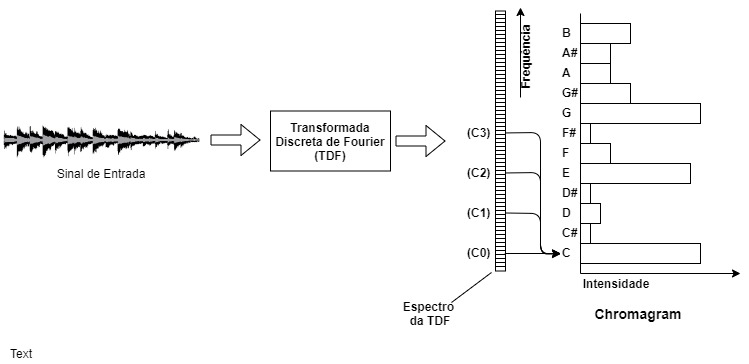 Sinal de Entrada
Transformada
Discreta de Fourier
(TDF)
(C3)
(C2)
(C1)
(C0)
Espectro
da TDF
Frequência
B
A#
A
G#
G
F#
F
E
D#
D
C#
C
Intensidade
Chromagram
Text